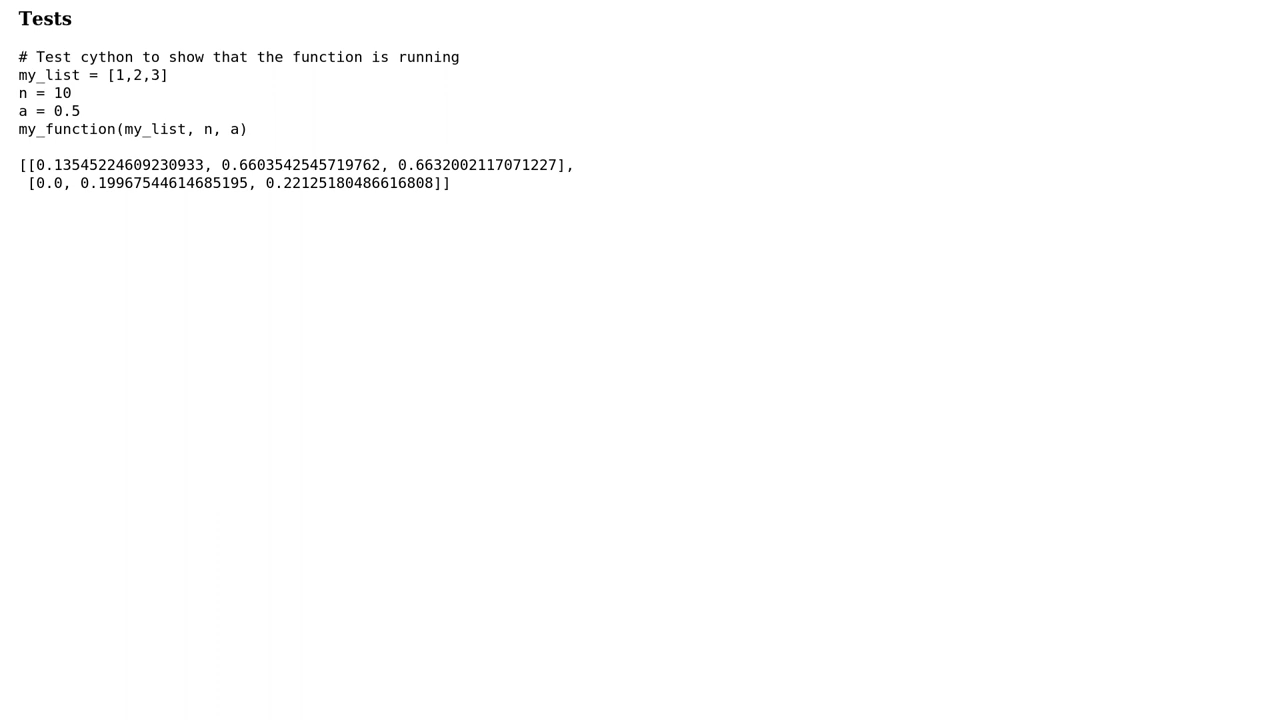 Tests
# Test cython to show that the function is running
my_list = [1,2,3]
n = 10
a = 0.5
my_function(my_list, n, a)
[[0.13545224609230933, 0.6603542545719762, 0.6632002117071227],
 [0.0, 0.19967544614685195, 0.22125180486616808]]